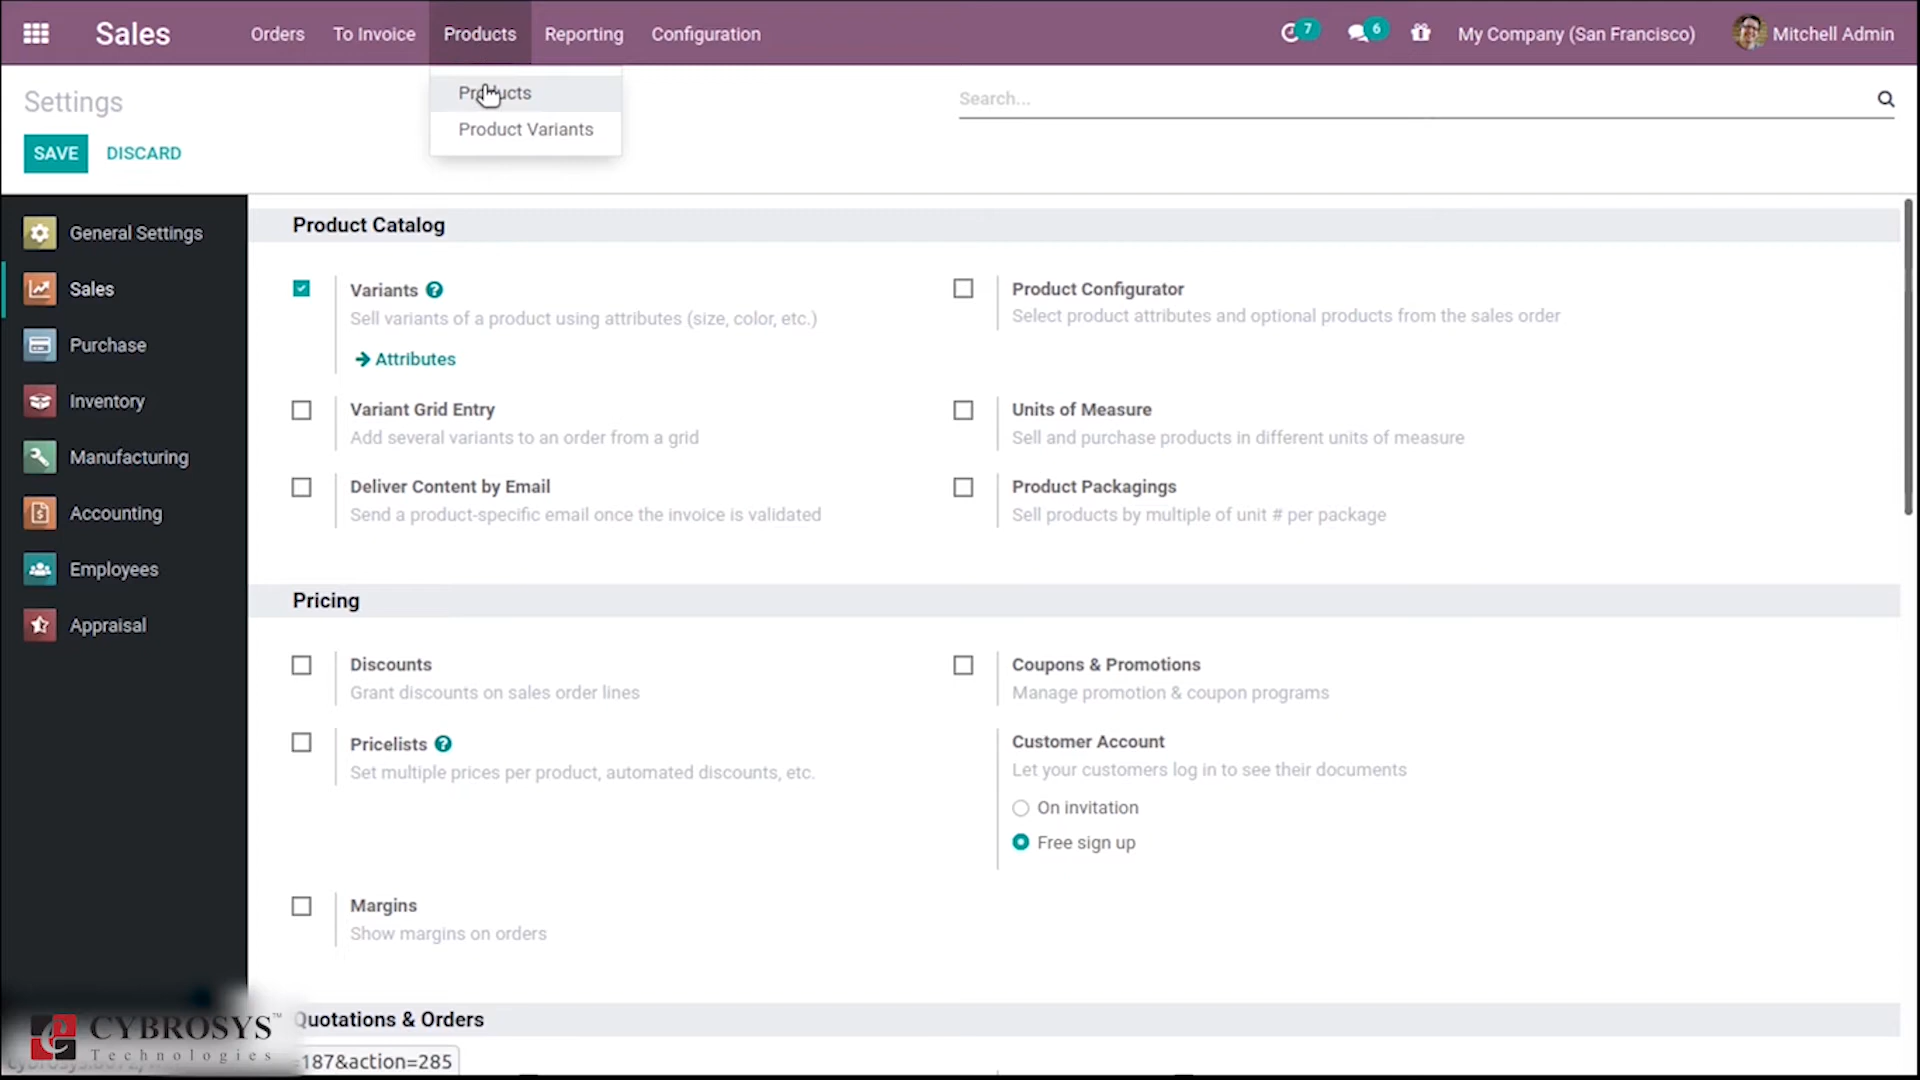 Sales
Orders
To Invoice
Products
Reporting
Configuration
7
6
My Company (San Francisco)
Mitchell Admin
Settings
Products
Product Variants
Search...
SAVE
DISCARD
General Settings
Sales
Purchase
Inventory
Manufacturing
Accounting
Employees
Appraisal
Product Catalog
Variants ?
Sell variants of a product using attributes (size, color, etc.)
Attributes
Product Configurator
Select product attributes and optional products from the sales order
Variant Grid Entry
Add several variants to an order from a grid
Units of Measure
Sell and purchase products in different units of measure
Deliver Content by Email
Send a product-specific email once the invoice is validated
Product Packagings
Sell products by multiple of unit # per package
Pricing
Discounts
Grant discounts on sales order lines
Coupons & Promotions
Manage promotion & coupon programs
Pricelists ?
Set multiple prices per product, automated discounts, etc.
Customer Account
Let your customers log in to see their documents
On invitation
Free sign up
Margins
Show margins on orders
Quotations & Orders
CYBROSYS™
Technologies
=187&action=285